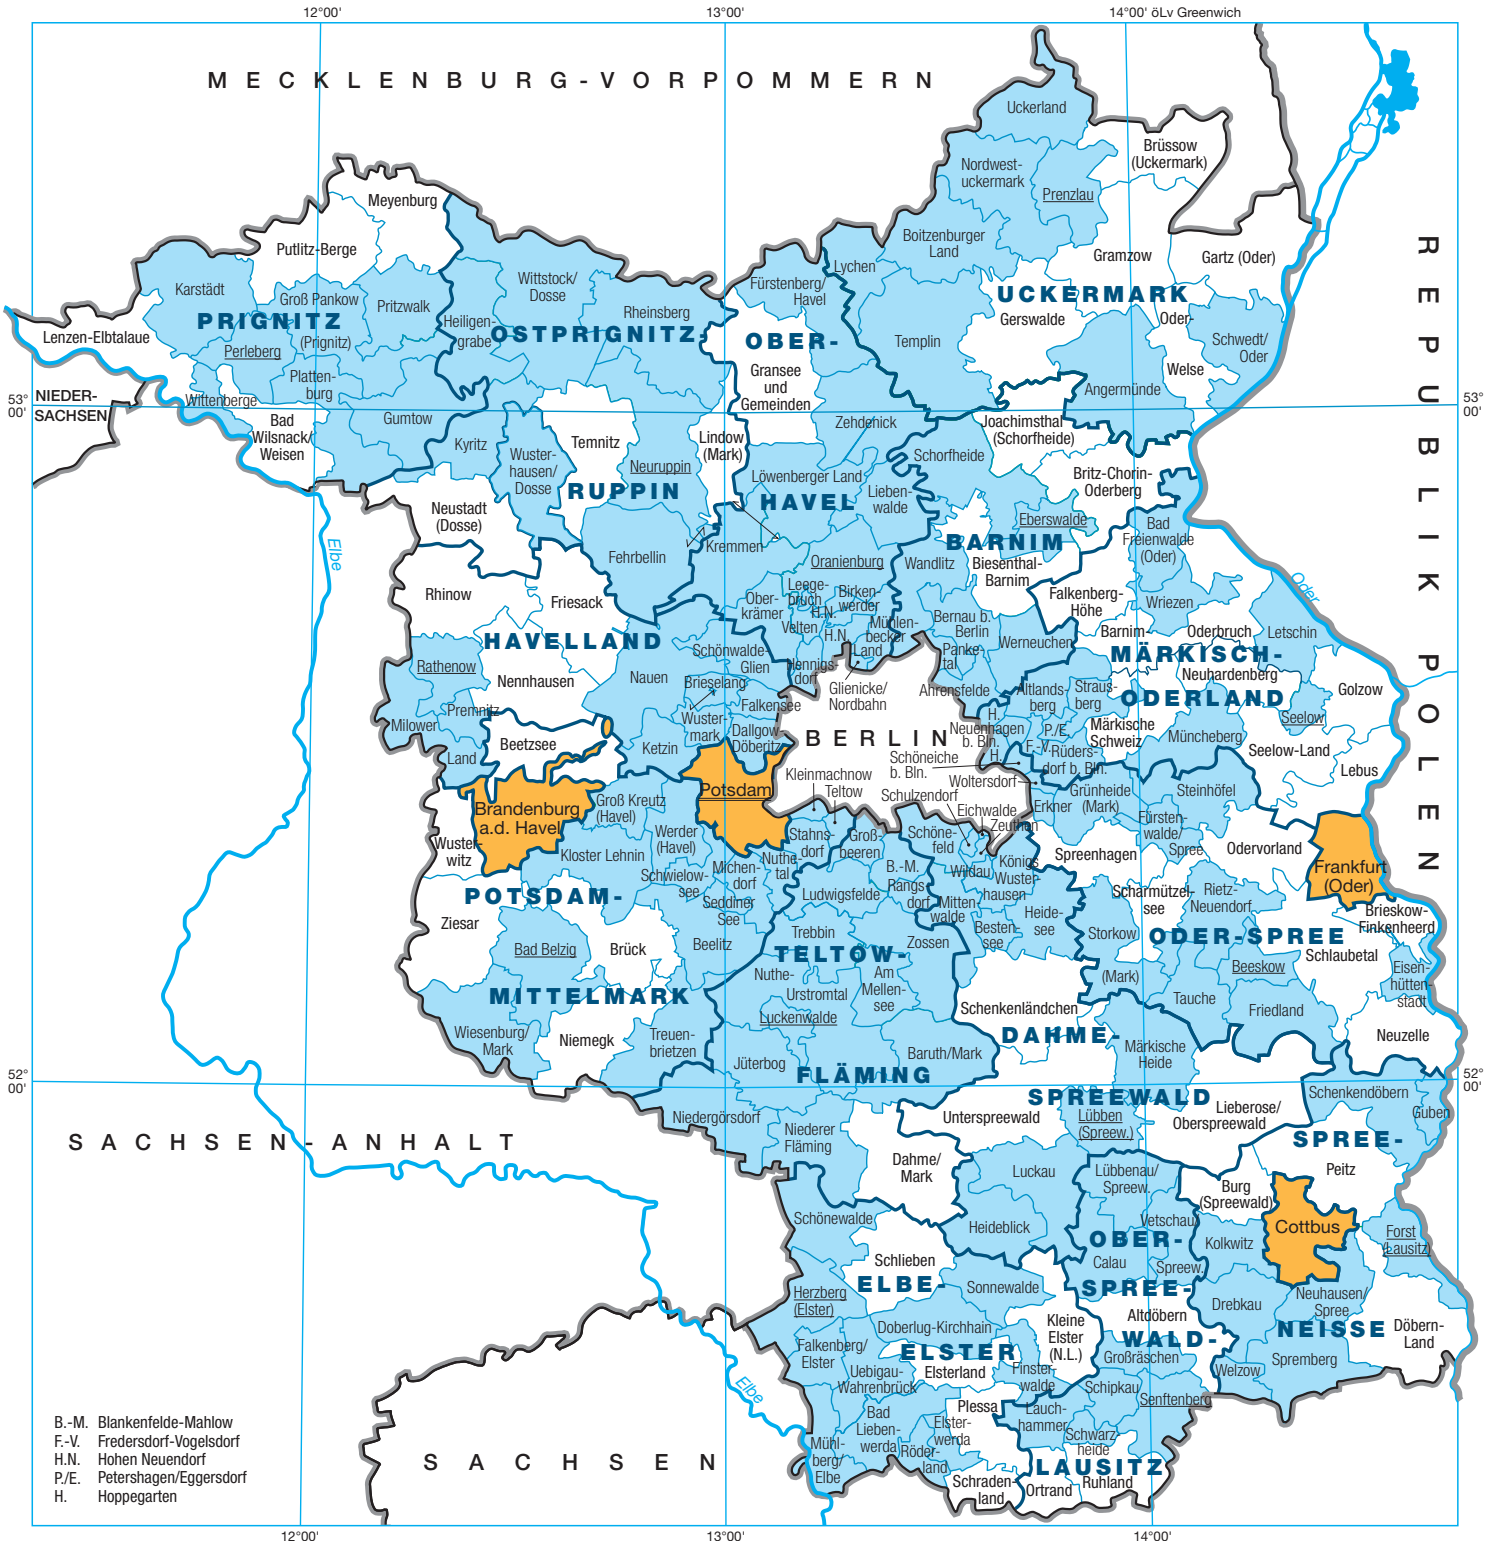 12°00'
13°00'
14°00' öLv Greenwich
MECKLENBURG-VORPOMMERN
Uckerland
Brüssow
(Uckermark)
Nordwest-
uckermark
Prenzlau
Meyenburg
Putlitz-Berge
Boitzenburger
Land
Gramzow
Gartz (Oder)
Lychen
Wittstock/
Dosse
Fürstenberg/
Havel
Karstädt
Groß Pankow
(Prignitz)
Pritzwalk
UCKERMARK
Gerswalde
Oder-
Welse
Schwedt/
Oder
PRIGNITZ
Heiligen-
grabe
Rheinsberg
OSTPRIGNITZ-
OBER-
Templin
Lenzen-Elbtalaue
Perleberg
Gransee
und
Gemeinden
Angermünde
Platten-
burg
NIEDER-
SACHSEN
53°
00'
53°
00'
Wittenberge
Bad
Wilsnack/
Weisen
Gumtow
Kyritz
Temnitz
Lindow
(Mark)
Zehdenick
Joachimsthal
(Schorfheide)
Schorfheide
Wuster-
hausen/
Dosse
Neuruppin
RUPPIN
Löwenberger Land
HAVEL
Lieben-
walde
Britz-Chorin-
Oderberg
Neustadt
(Dosse)
Eberswalde
Bad
Freienwalde
(Oder)
BARNIM
Elbe
Fehrbellin
Kremmen
Oranienburg
Wandlitz
Biesenthal-
Barnim
Rhinow
Friesack
Ober-
krämer
Leege-
bruch
Birken-
werder
H.N.
Velten
H.N.
Mühlen-
becker
Land
Bernau b.
Berlin
Falkenberg-
Höhe
Wriezen
Oder
HAVELLAND
Schönwalde-
Glien
Panke-
tal
Werneuchen
Barnim-
Oderbruch
Letschin
MÄRKISCH-
Rathenow
Nennhausen
Nauen
Brieselang
Hennigs-
dorf
Glienicke/
Nordbahn
Ahrensfelde
Altlands-
berg
Straus-
berg
Neuhardenberg
ODERLAND
Golzow
Premnitz
Falkensee
H.
Neuenhagen
b. Bln.
H.
P./E.
F.-V.
Märkische
Schweiz
Müncheberg
Seelow
Milower
Land
Beetzsee
Wuster-
mark
Dallgow-
Döberitz
BERLIN
Ketzin
Schöneiche
b. Bln.
Rüders-
dorf b. Bln.
Seelow-Land
Lebus
Kleinmachnow
Teltow
Woltersdorf
Schulzendorf
Grünheide
(Mark)
Steinhöfel
Potsdam
Brandenburg
a.d. Havel
Groß Kreutz
(Havel)
Eichwalde
Zeuthen
Erkner
Fürsten-
walde/
Spree
Werder
(Havel)
Stahns-
dorf
Groß-
beeren
Schöne-
feld
Wuster-
witz
Kloster Lehnin
Michen-
dorf
Nuthe-
tal
Wildau
Königs
Wuster-
hausen
Spreenhagen
Odervorland
Frankfurt
(Oder)
Schwielow-
see
B.-M.
Rangs-
dorf
Ludwigsfelde
Mitten-
walde
Scharmützel-
see
Rietz-
Neuendorf
POTSDAM-
Seddiner
See
Heide-
see
Brieskow-
Finkenheerd
Ziesar
Bad Belzig
Brück
Beelitz
Trebbin
Zossen
Besten-
see
Storkow
(Mark)
ODER-SPREE
Schlaubetal
TELTOW-
Nuthe-
Urstromtal
Am
Mellen-
see
Beeskow
Eisen-
hütten-
stadt
MITTELMARK
Tauche
Friedland
Schenkenländchen
Luckenwalde
Wiesenburg/
Mark
Niemegk
Treuen-
brietzen
DAHME-
Neuzelle
Jüterbog
Baruth/Mark
Märkische
Heide
FLÄMING
52°
00'
52°
00'
SPREEWALD
Schenkendöbern
Guben
Niedergörsdorf
Unterspreewald
Lübben
(Spreew.)
Lieberose/
Oberspreewald
Niederer
Fläming
SPREE-
SACHSEN-ANHALT
Dahme/
Mark
Luckau
Lübbenau/
Spreew.
Peitz
Burg
(Spreewald)
Schönewalde
Heideblick
Vetschau/
Spreew.
Cottbus
Forst
(Lausitz)
OBER-
Kolkwitz
Schlieben
Calau
ELBE-
Sonnewalde
SPREE-
Herzberg
(Elster)
Neuhausen/
Spree
Drebkau
Altdöbern
Kleine
Elster
(N.L.)
Doberlug-Kirchhain
WALD-
NEISSE
Döbern-
Land
Falkenberg/
Elster
ELSTER
Großräschen
Spremberg
Uebigau-
Wahrenbrück
Elsterland
Finster-
walde
Welzow
Elbe
Schipkau
Senftenberg
Plessa
Bad
Lieben-
werda
Elster-
werda
Lauch-
hammer
Schwarz-
heide
Mühl-
berg/
Elbe
Röder-
land
LAUSITZ
Schraden-
land
Ortrand
Ruhland
SACHSEN
REPUBLIK POLEN
B.-M. Blankenfelde-Mahlow
F.-V. Fredersdorf-Vogelsdorf
H.N. Hohen Neuendorf
P./E. Petershagen/Eggersdorf
H. Hoppegarten
12°00'
13°00'
14°00'